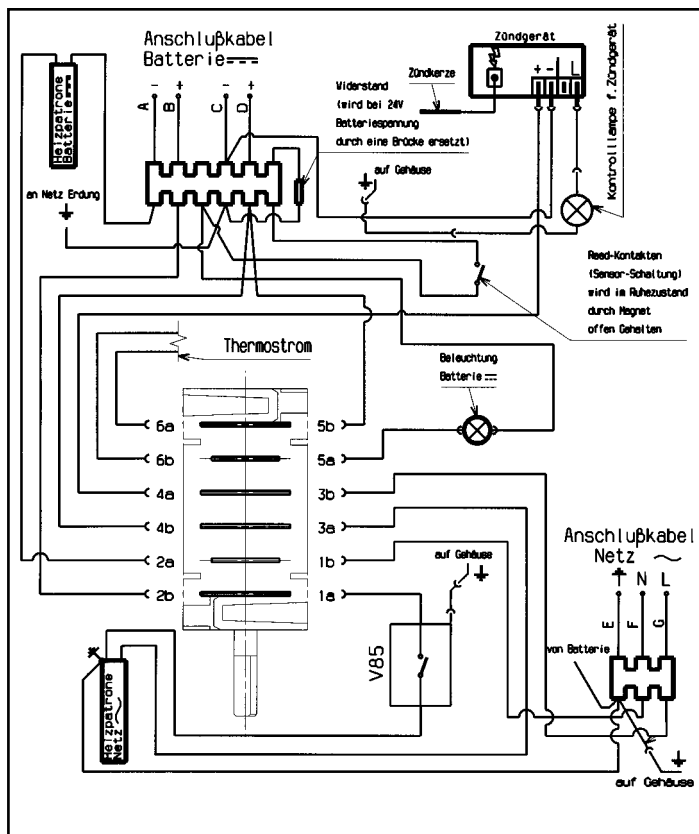 Anschlußkabel
Batterie
- + - +
A B C D
Heizpatrone
Batterie
an Netz Erdung
Widerstand
(wird bei 24V
Batteriespannung
durch eine Brücke ersetzt)
Zündkerze
Zündgerät
+ - L
Kontrolllampe f. Zündgerät
auf Gehäuse
Reed-Kontakten
(Sensor-Schaltung)
wird im Ruhezustand
durch Magnet
offen Gehalten
Thermostrom
Beleuchtung
Batterie
6a 5b
6b 5a
4a 3b
4b 3a
2a 1b
2b 1a
auf Gehäuse
V85
Anschlußkabel
Netz ~
N L
E F G
von Batterie
auf Gehäuse
Heizpatrone
Netz ~